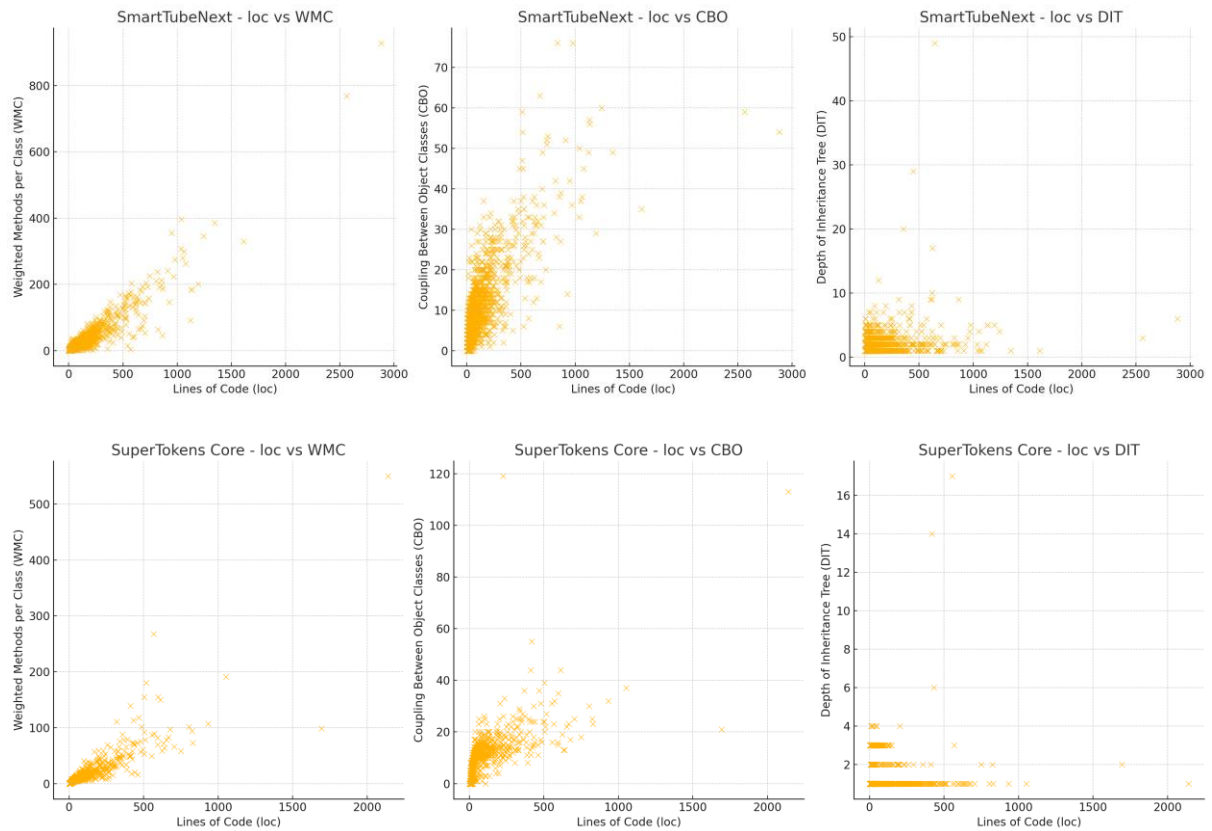 SmartTubeNext - loc vs WMC
Weighted Methods per Class (WMC)
800
600
400
200
0
0 500 1000 1500 2000 2500 3000
Lines of Code (loc)
SmartTubeNext - loc vs CBO
Coupling Between Object Classes (CBO)
70
60
50
40
30
20
10
0
0 500 1000 1500 2000 2500 3000
Lines of Code (loc)
SmartTubeNext - loc vs DIT
Depth of Inheritance Tree (DIT)
50
40
30
20
10
0
0 500 1000 1500 2000 2500 3000
Lines of Code (loc)
SuperTokens Core - loc vs WMC
Weighted Methods per Class (WMC)
500
400
300
200
100
0
0 500 1000 1500 2000
Lines of Code (loc)
SuperTokens Core - loc vs CBO
Coupling Between Object Classes (CBO)
120
100
80
60
40
20
0
0 500 1000 1500 2000
Lines of Code (loc)
SuperTokens Core - loc vs DIT
Depth of Inheritance Tree (DIT)
16
14
12
10
8
6
4
2
0 500 1000 1500 2000
Lines of Code (loc)